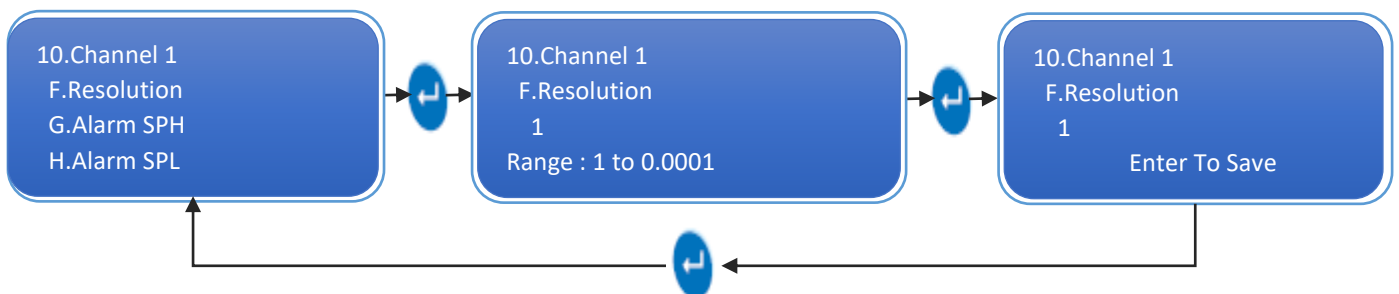 10.Channel 1
F.Resolution
G.Alarm SPH
H.Alarm SPL
10.Channel 1
F.Resolution
1
Range : 1 to 0.0001
10.Channel 1
F.Resolution
1
Enter To Save